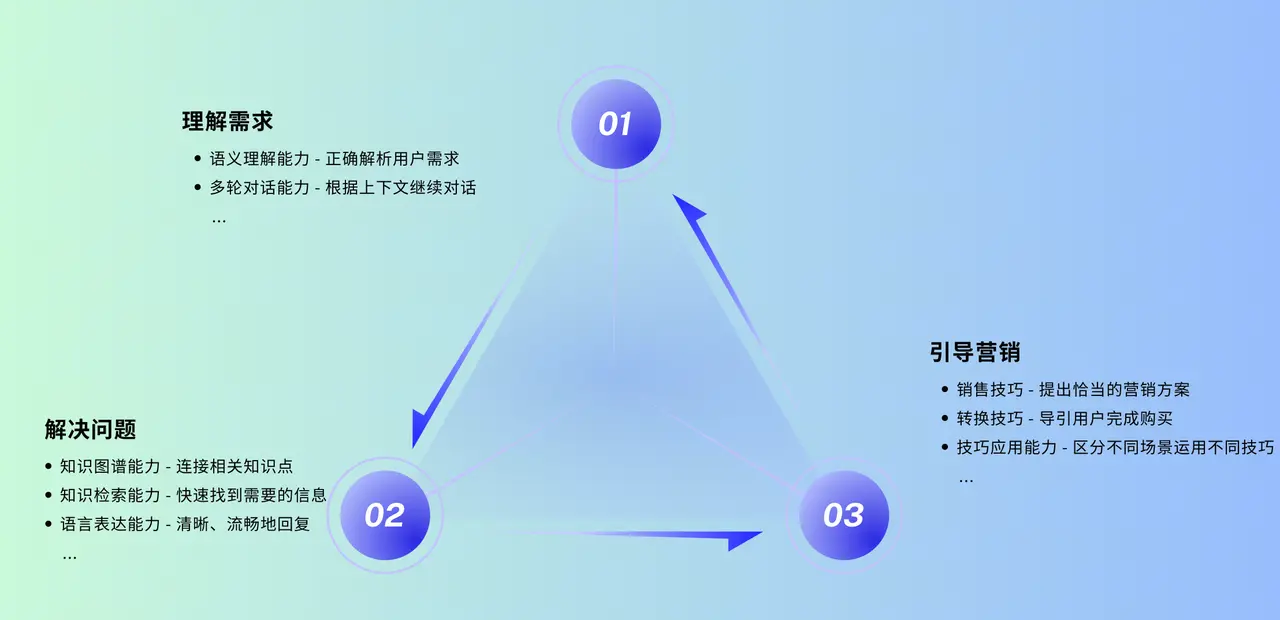 01
理解需求
• 语义理解能力 - 正确解析用户需求
• 多轮对话能力 - 根据上下文继续对话
...
02
解决问题
• 知识图谱能力 - 连接相关知识点
• 知识检索能力 - 快速找到需要的信息
• 语言表达能力 - 清晰、流畅地回复
...
03
引导营销
• 销售技巧 - 提出恰当的营销方案
• 转换技巧 - 导引用户完成购买
• 技巧应用能力 - 区分不同场景运用不同技巧
...